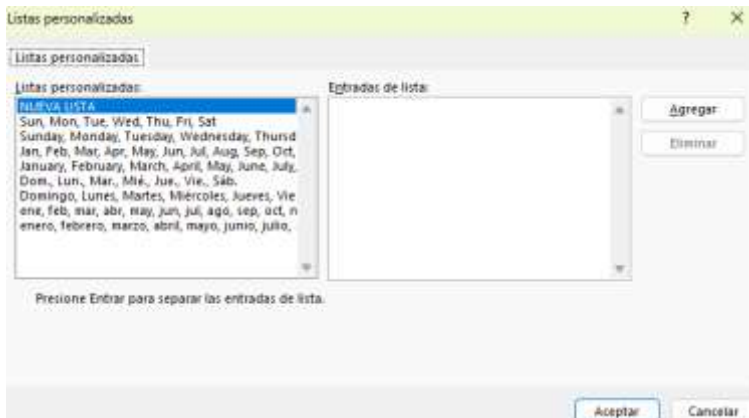 Listas personalizadas
? ×
Listas personalizadas
Listas personalizadas:
Entradas de lista:
NUEVA LISTA
Sun, Mon, Tue, Wed, Thu, Fri, Sat
Sunday, Monday, Tuesday, Wednesday, Thursd
Jan, Feb, Mar, Apr, May, Jun, Jul, Aug, Sep, Oct,
January, February, March, April, May, June, July,
Dom., Lun., Mar., Mié., Jue., Vie., Sáb.
Domingo, Lunes, Martes, Miércoles, Jueves, Vie
ene, feb, mar, abr, may, jun, jul, ago, sep, oct, n
enero, febrero, marzo, abril, mayo, junio, julio,
Agregar
Eliminar
Presione Entrar para separar las entradas de lista.
Aceptar
Cancelar